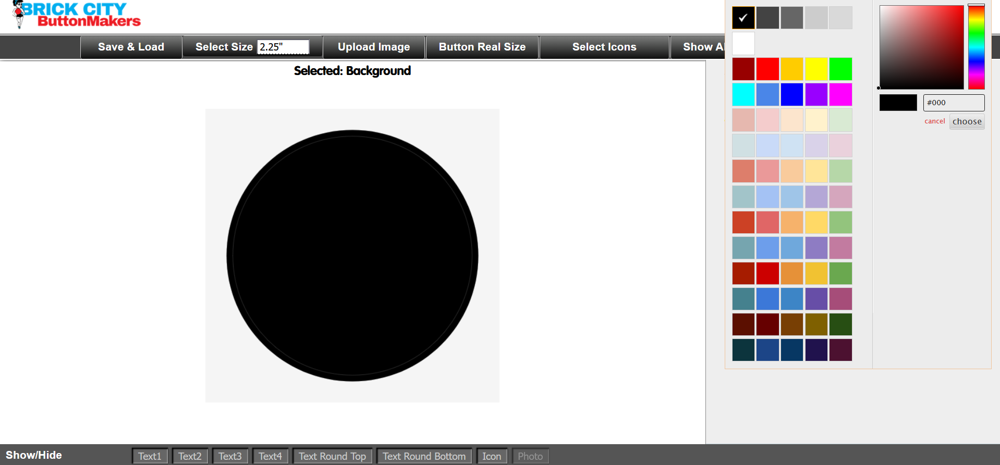 BRICK CITY
ButtonMakers
Save & Load
Select Size 2.25"
Upload Image
Button Real Size
Select Icons
Show
Selected: Background
#000
cancel
choose
Show/Hide
Text1
Text2
Text3
Text4
Text Round Top
Text Round Bottom
Icon
Photo